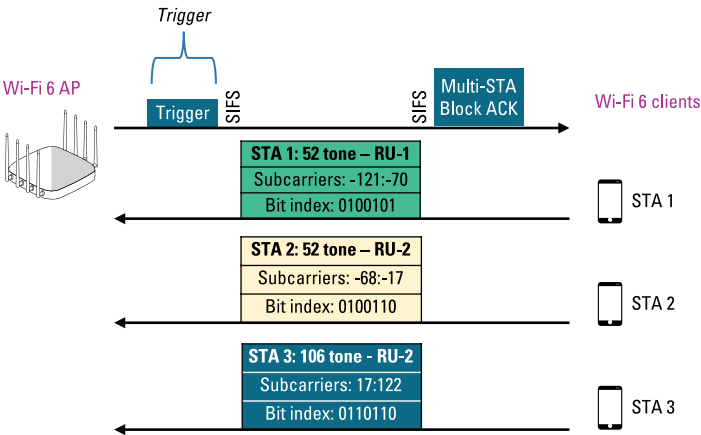 Trigger
Wi-Fi 6 AP
Trigger
SIFS
SIFS
Multi-STA
Block ACK
Wi-Fi 6 clients
STA 1: 52 tone – RU-1
Subcarriers: -121:-70
Bit index: 0100101
STA 1
STA 2: 52 tone – RU-2
Subcarriers: -68:-17
Bit index: 0100110
STA 2
STA 3: 106 tone - RU-2
Subcarriers: 17:122
Bit index: 0110110
STA 3